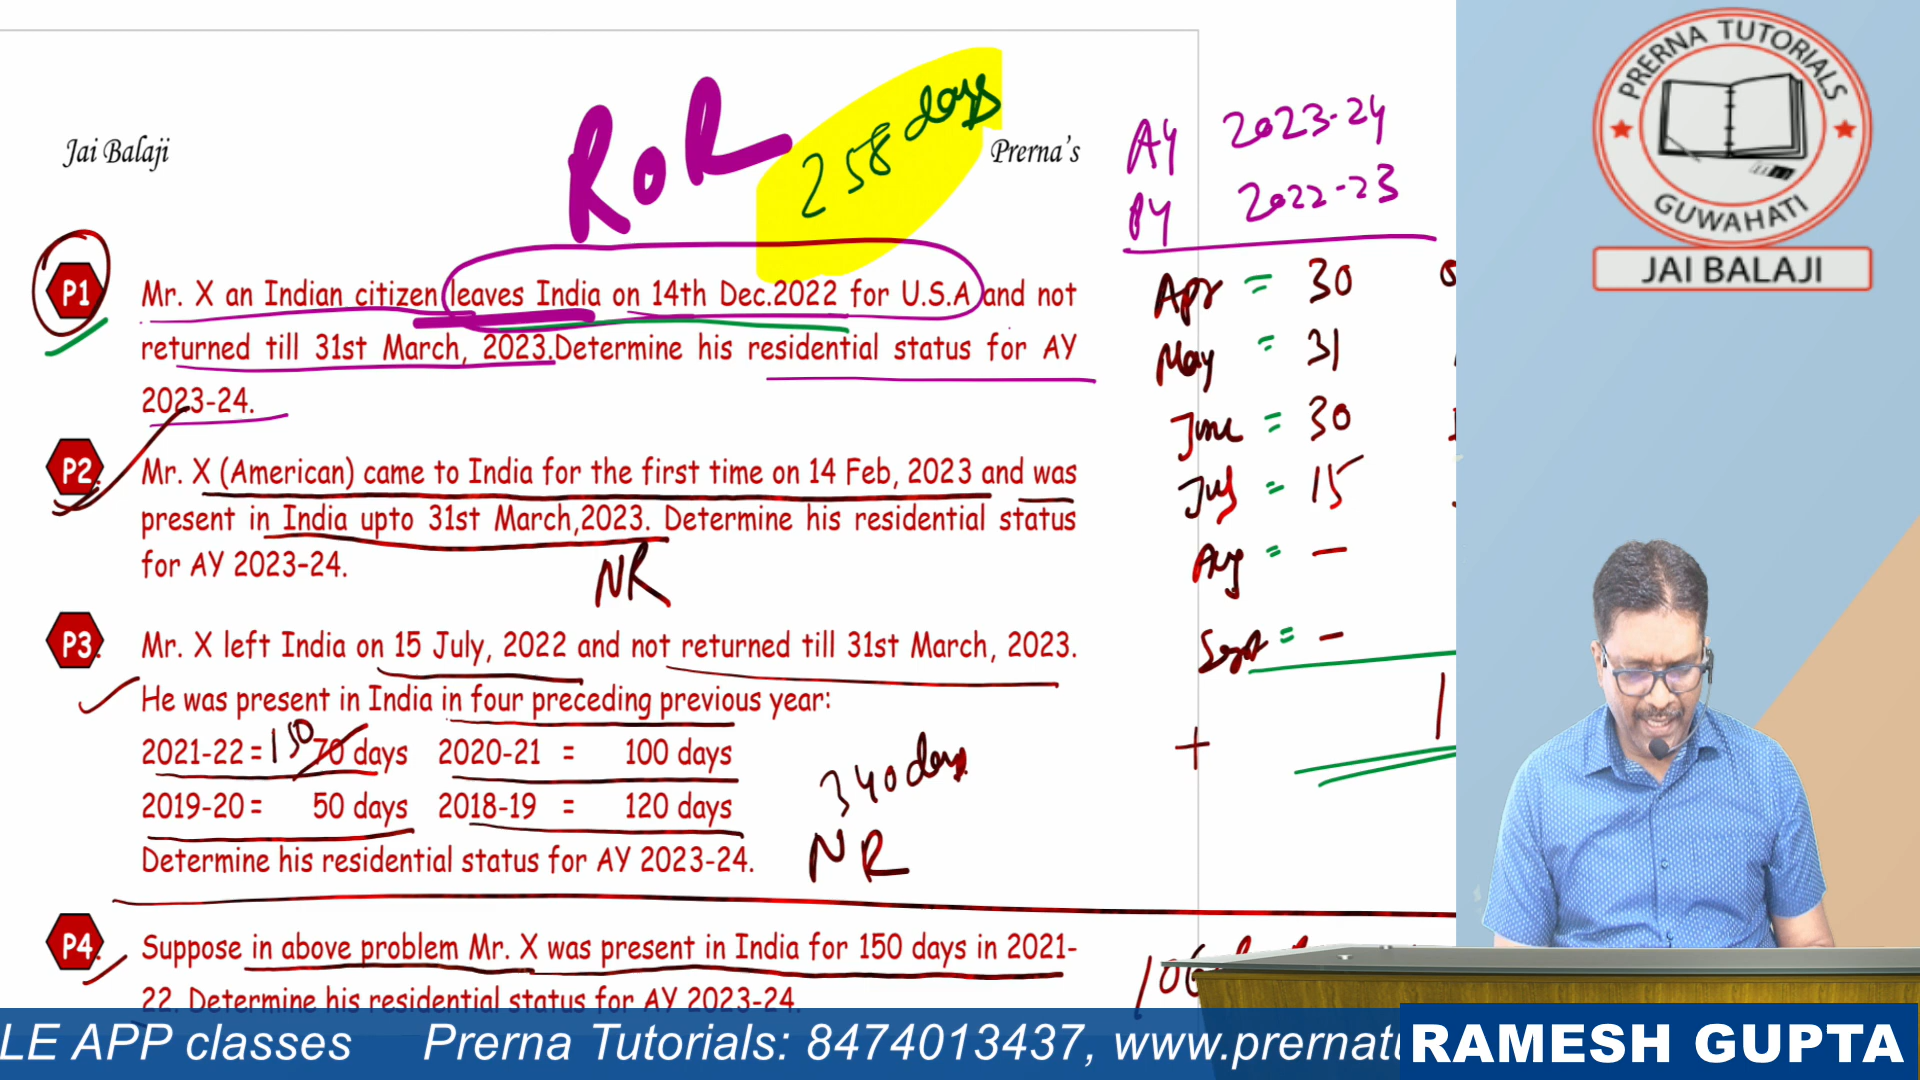 Jai Balaji
RoR
258 days
Prerna's
AY 2023-24
PY 2022-23
P1 Mr. X an Indian citizen leaves India on 14th Dec.2022 for U.S.A and not
returned till 31st March, 2023.Determine his residential status for AY
2023-24.
P2. Mr. X (American) came to India for the first time on 14 Feb, 2023 and was
present in India upto 31st March,2023. Determine his residential status
for AY 2023-24.
NR
P3. Mr. X left India on 15 July, 2022 and not returned till 31st March, 2023.
He was present in India in four preceding previous year:
2021-22 = 150 70 days 2020-21 = 100 days
2019-20 = 50 days 2018-19 = 120 days
340 days
NR
Determine his residential status for AY 2023-24.
P4. Suppose in above problem Mr. X was present in India for 150 days in 2021-
22. Determine his residential status for AY 2023-24.
Apr = 30
May = 31
June = 30
July = 15
Aug = -
Sept = -
+
106
PRERNA TUTORIALS
GUWAHATI
JAI BALAJI
LE APP classes Prerna Tutorials: 8474013437, www.prernatu
RAMESH GUPTA